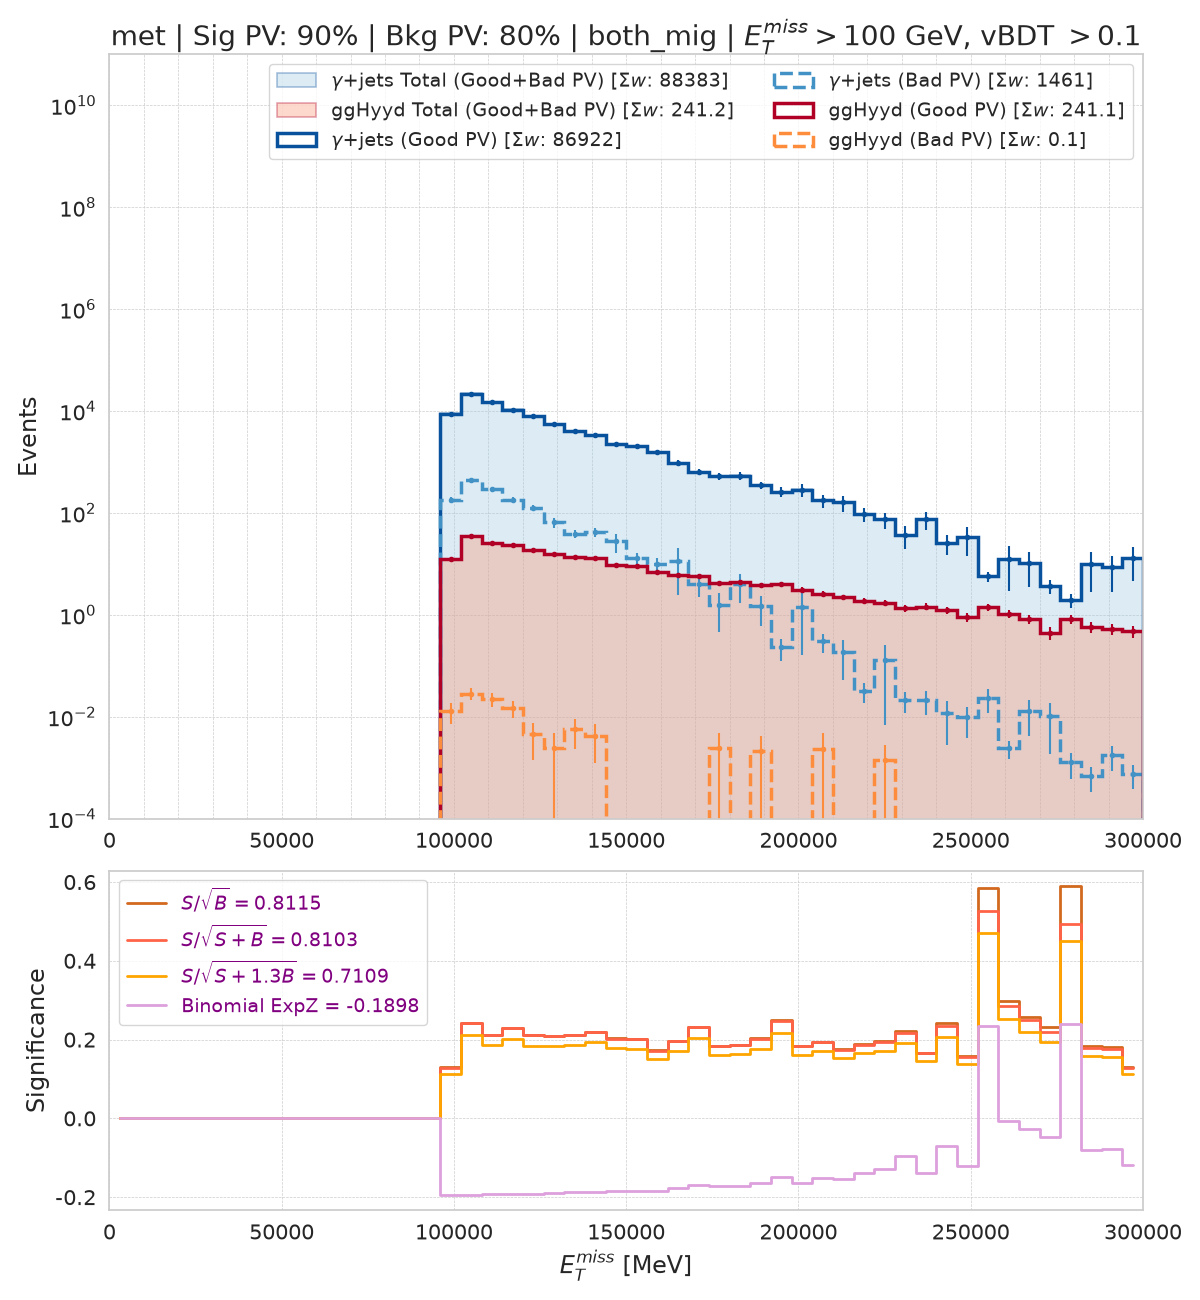 met | Sig PV: 90% | Bkg PV: 80% | both_mig | E_T^miss > 100 GeV, vBDT > 0.1
γ+jets Total (Good+Bad PV) [Σw: 88383]
ggHyyd Total (Good+Bad PV) [Σw: 241.2]
γ+jets (Good PV) [Σw: 86922]
γ+jets (Bad PV) [Σw: 1461]
ggHyyd (Good PV) [Σw: 241.1]
ggHyyd (Bad PV) [Σw: 0.1]
Events
10^10
10^8
10^6
10^4
10^2
10^0
10^−2
10^−4
0 50000 100000 150000 200000 250000 300000
S/√B = 0.8115
S/√S + B = 0.8103
S/√S + 1.3B = 0.7109
Binomial ExpZ = -0.1898
Significance
0.6
0.4
0.2
0.0
-0.2
0 50000 100000 150000 200000 250000 300000
E_T^miss [MeV]